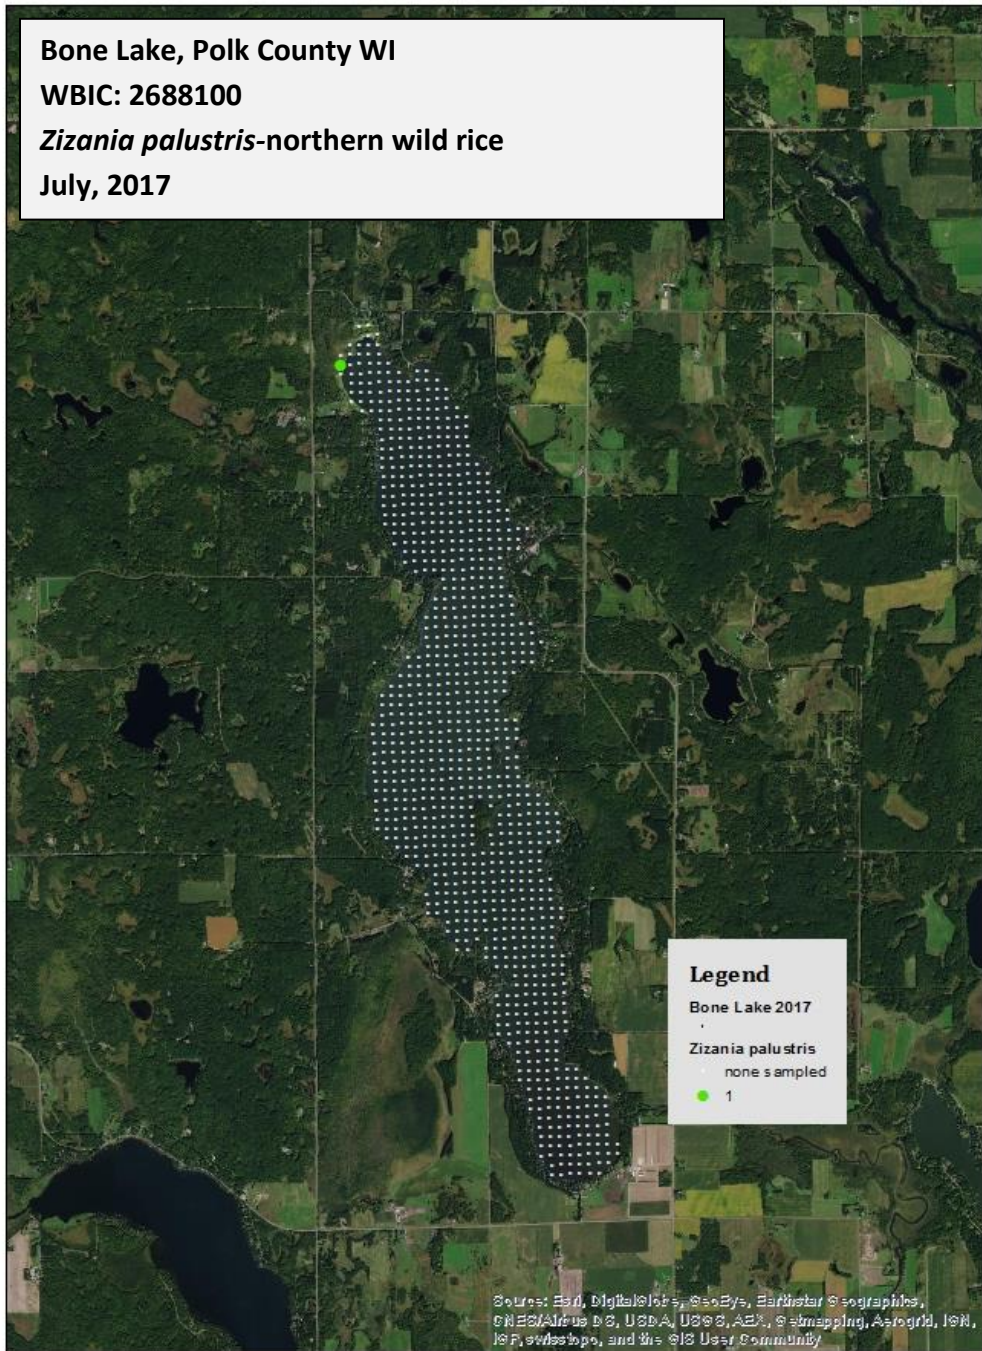 Bone Lake, Polk County WI
WBIC: 2688100
Zizania palustris-northern wild rice
July, 2017
Legend
Bone Lake 2017
Zizania palustris
none sampled
1
Source: Esri, DigitalGlobe, GeoEye, Earthstar Geographics,
CNES/Airbus DS, USDA, USGS, AEX, Getmapping, Aerogrid, IGN,
IGP, swisstopo, and the GIS User Community